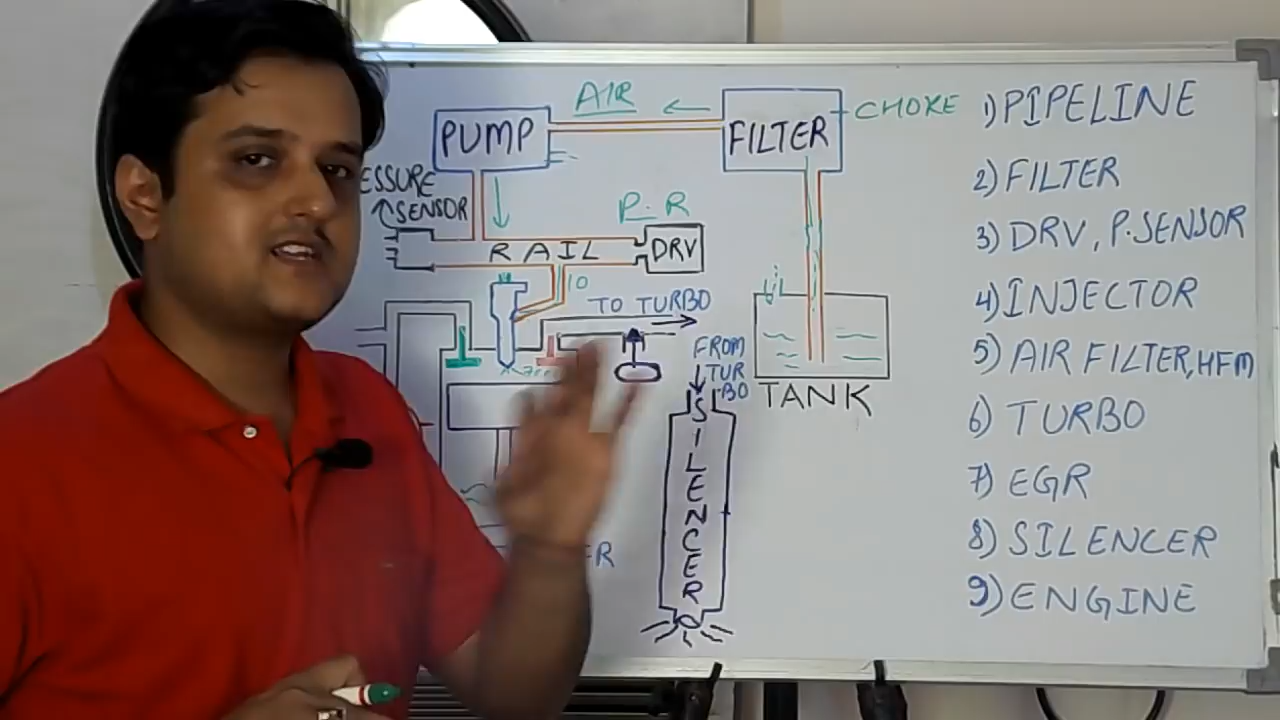 AIR
PUMP
FILTER
CHOKE
ESSURE
SENSOR
P.R
RAIL
DRV
10
TO TURBO
FROM
TUR
BO
TANK
SILENCER
ER
1) PIPELINE
2) FILTER
3) DRV, P.SENSOR
4) INJECTOR
5) AIR FILTER, HFM
6) TURBO
7) EGR
8) SILENCER
9) ENGINE